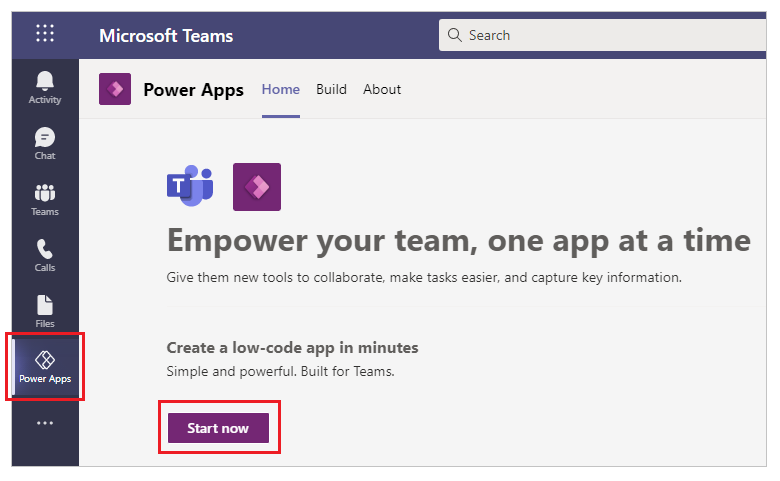 Microsoft Teams
Search
Activity
Chat
Teams
Calls
Files
Power Apps
Power Apps
Home
Build
About
T
Empower your team, one app at a time
Give them new tools to collaborate, make tasks easier, and capture key information.
Create a low-code app in minutes
Simple and powerful. Built for Teams.
Start now